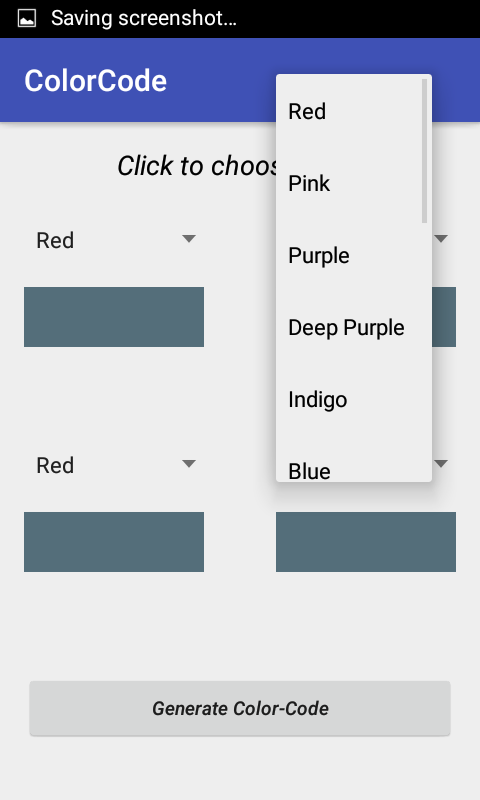 Saving screenshot...
ColorCode
Click to choos
Red
Pink
Purple
Deep Purple
Indigo
Blue
Red
Red
Generate Color-Code